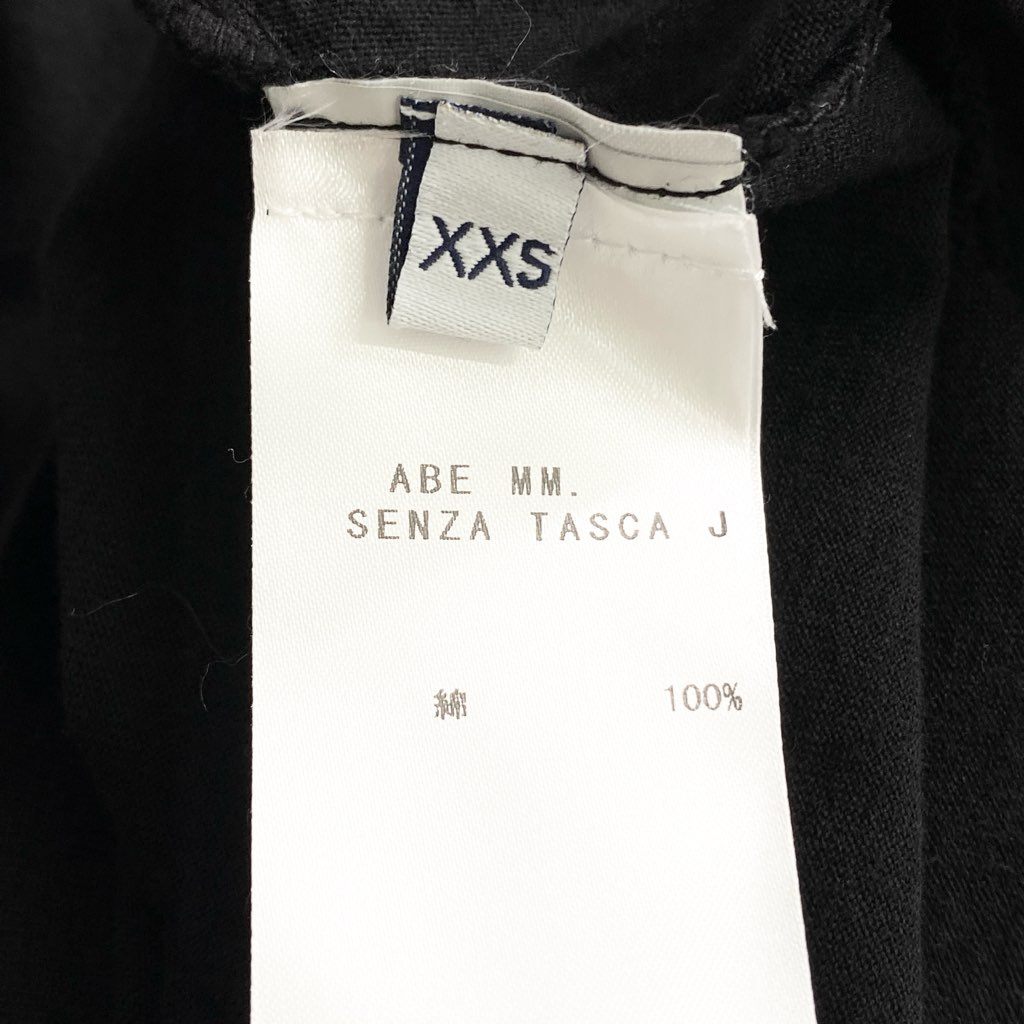 XXS
ABE MM.
SENZA TASCA J
綿 100%